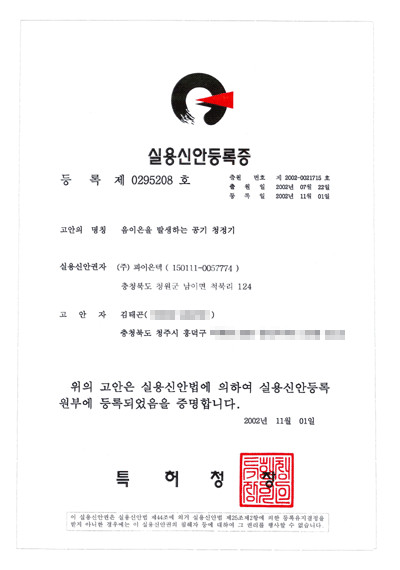 실용신안등록증
등 록 제 0295208 호
출원 번호 제 2002-0021715 호
출 원 일 2002년 07월 22일
등 록 일 2002년 11월 01일
고안의 명칭 음이온을 발생하는 공기 청정기
실용신안권자 (주) 파이온텍 ( 150111-0057774 )
충청북도 청원군 남이면 척북리 124
고 안 자 김태곤(
충청북도 청주시 흥덕구
위의 고안은 실용신안법에 의하여 실용신안등록
원부에 등록되었음을 증명합니다.
2002년 11월 01일
특 허 청 장
이 실용신안권은 실용신안법 제44조에 의거 실용신안법 제25조제2항에 의한 등록유지결정을
받지 아니한 경우에는 이 실용신안권의 침해자 등에 대하여 그 권리를 행사할 수 없습니다.